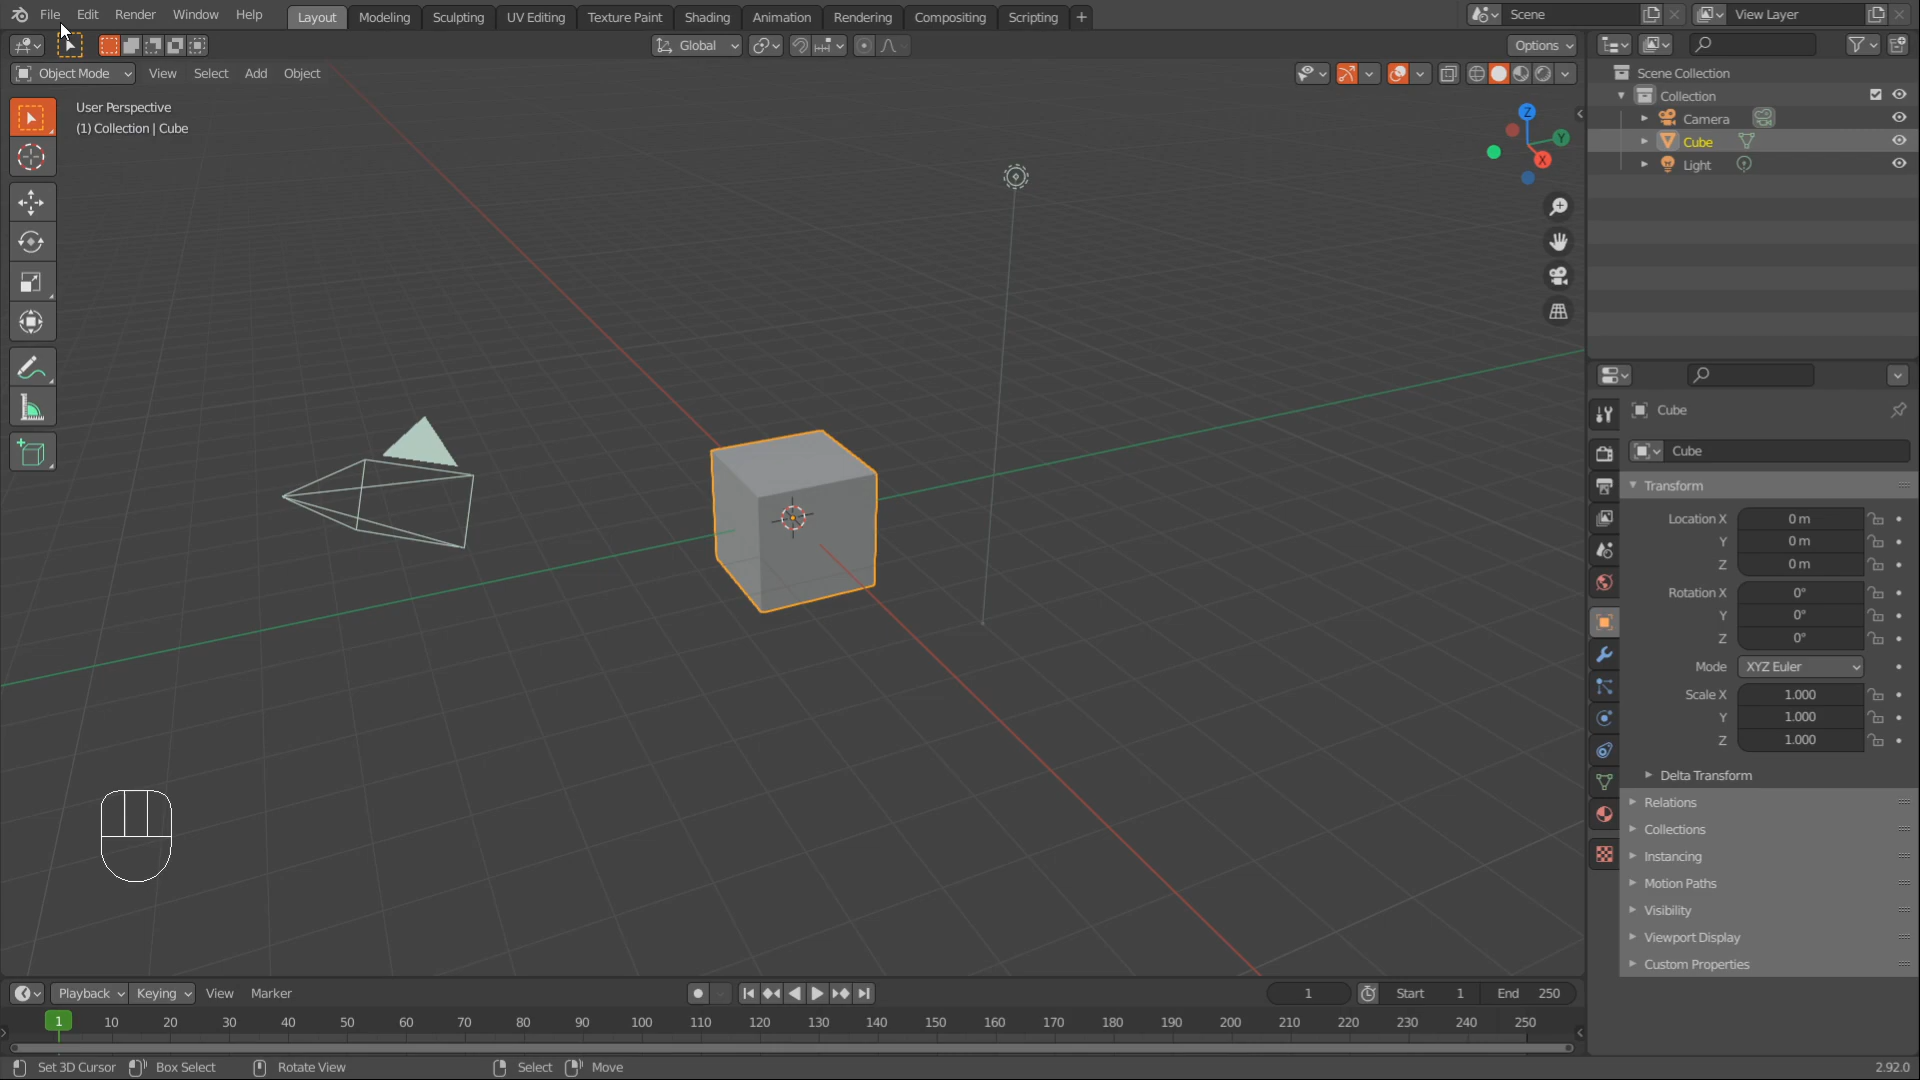 File Edit Render Window Help Layout Modeling Sculpting UV Editing Texture Paint Shading Animation Rendering Compositing Scripting + Scene View Layer
Global Options
Object Mode View Select Add Object
User Perspective
(1) Collection | Cube
Z
Y
X
Scene Collection
Collection
Camera
Cube
Light
Cube
Cube
Transform
Location X 0 m
Y 0 m
Z 0 m
Rotation X 0°
Y 0°
Z 0°
Mode XYZ Euler
Scale X 1.000
Y 1.000
Z 1.000
Delta Transform
Relations
Collections
Instancing
Motion Paths
Visibility
Viewport Display
Custom Properties
Playback Keying View Marker 1 Start 1 End 250
1 10 20 30 40 50 60 70 80 90 100 110 120 130 140 150 160 170 180 190 200 210 220 230 240 250
Set 3D Cursor Box Select Rotate View Select Move 2.92.0